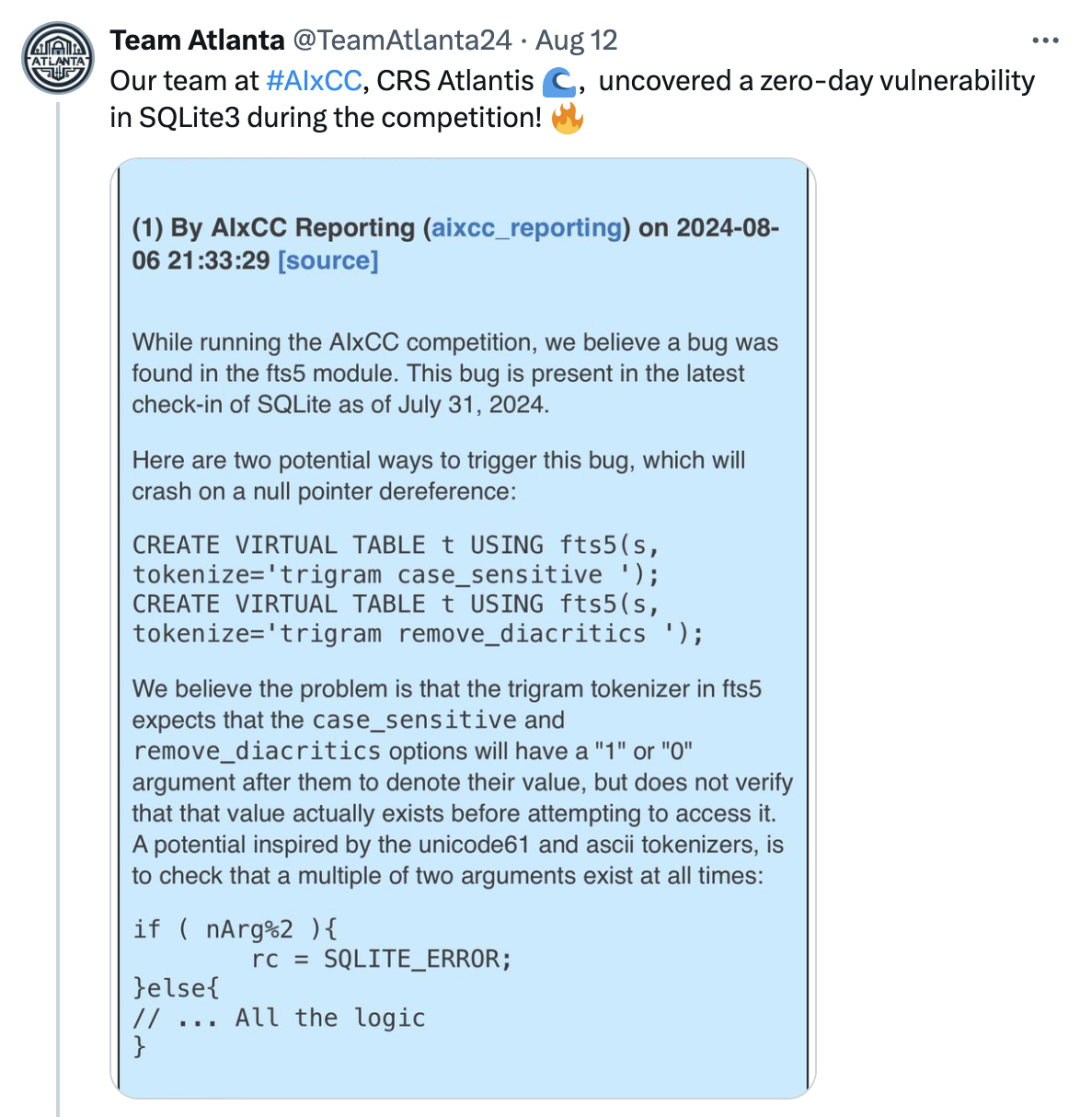 Team Atlanta @TeamAtlanta24 · Aug 12
Our team at #AIxCC, CRS Atlantis 🌊, uncovered a zero-day vulnerability
in SQLite3 during the competition! 🔥
ATLANTA
(1) By AIxCC Reporting (aixcc_reporting) on 2024-08-
06 21:33:29 [source]
While running the AIxCC competition, we believe a bug was
found in the fts5 module. This bug is present in the latest
check-in of SQLite as of July 31, 2024.
Here are two potential ways to trigger this bug, which will
crash on a null pointer dereference:
CREATE VIRTUAL TABLE t USING fts5(s,
tokenize='trigram case_sensitive ');
CREATE VIRTUAL TABLE t USING fts5(s,
tokenize='trigram remove_diacritics ');
We believe the problem is that the trigram tokenizer in fts5
expects that the case_sensitive and
remove_diacritics options will have a "1" or "0"
argument after them to denote their value, but does not verify
that that value actually exists before attempting to access it.
A potential inspired by the unicode61 and ascii tokenizers, is
to check that a multiple of two arguments exist at all times:
if ( nArg%2 ){
        rc = SQLITE_ERROR;
}else{
// ... All the logic
}